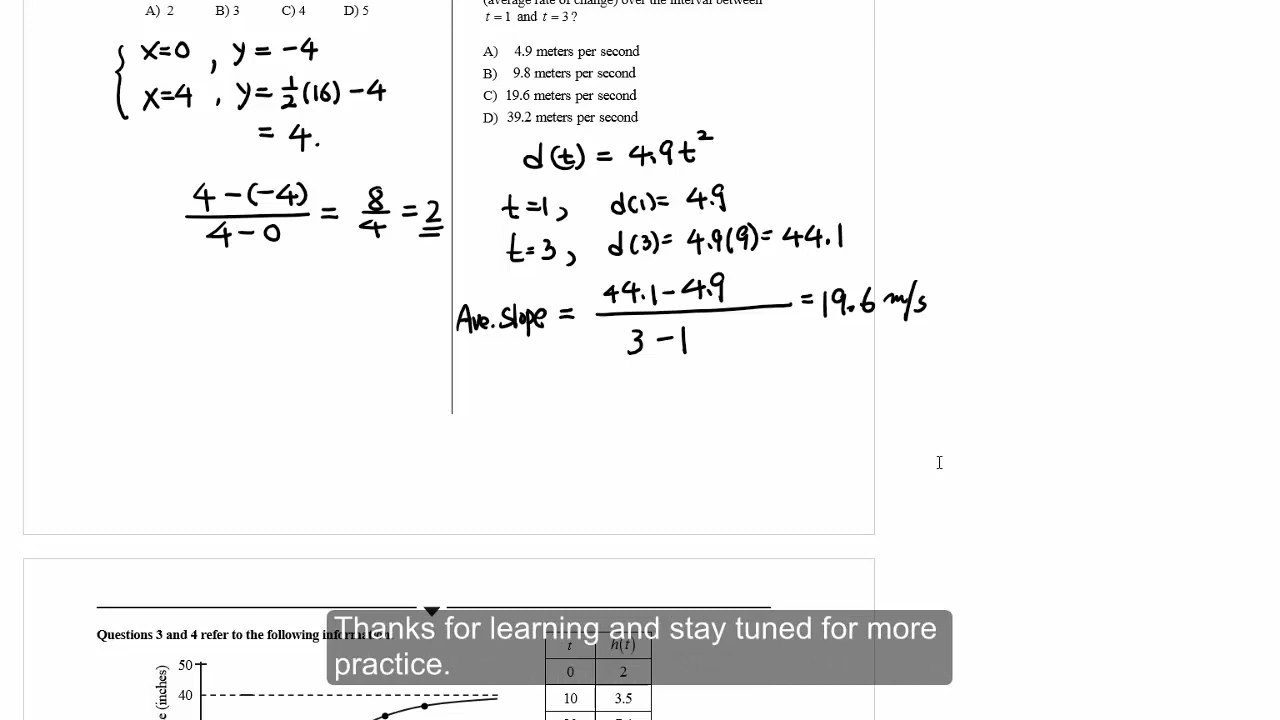 A) 2 B) 3 C) 4 D) 5
x=0 , y = -4
x=4 , y= 1/2 (16) -4
= 4.
4 -(-4) / 4 - 0 = 8/4 = 2
(average rate of change) over the interval between
t = 1 and t = 3 ?
A) 4.9 meters per second
B) 9.8 meters per second
C) 19.6 meters per second
D) 39.2 meters per second
d(t) = 4.9t²
t=1, d(1)= 4.9
t=3, d(3)= 4.9(9)= 44.1
Ave. slope = 44.1-4.9 / 3-1 = 19.6 m/s
Questions 3 and 4 refer to the following information
Thanks for learning and stay tuned for more
practice.
50
40
(inches)
t h(t)
0 2
10 3.5